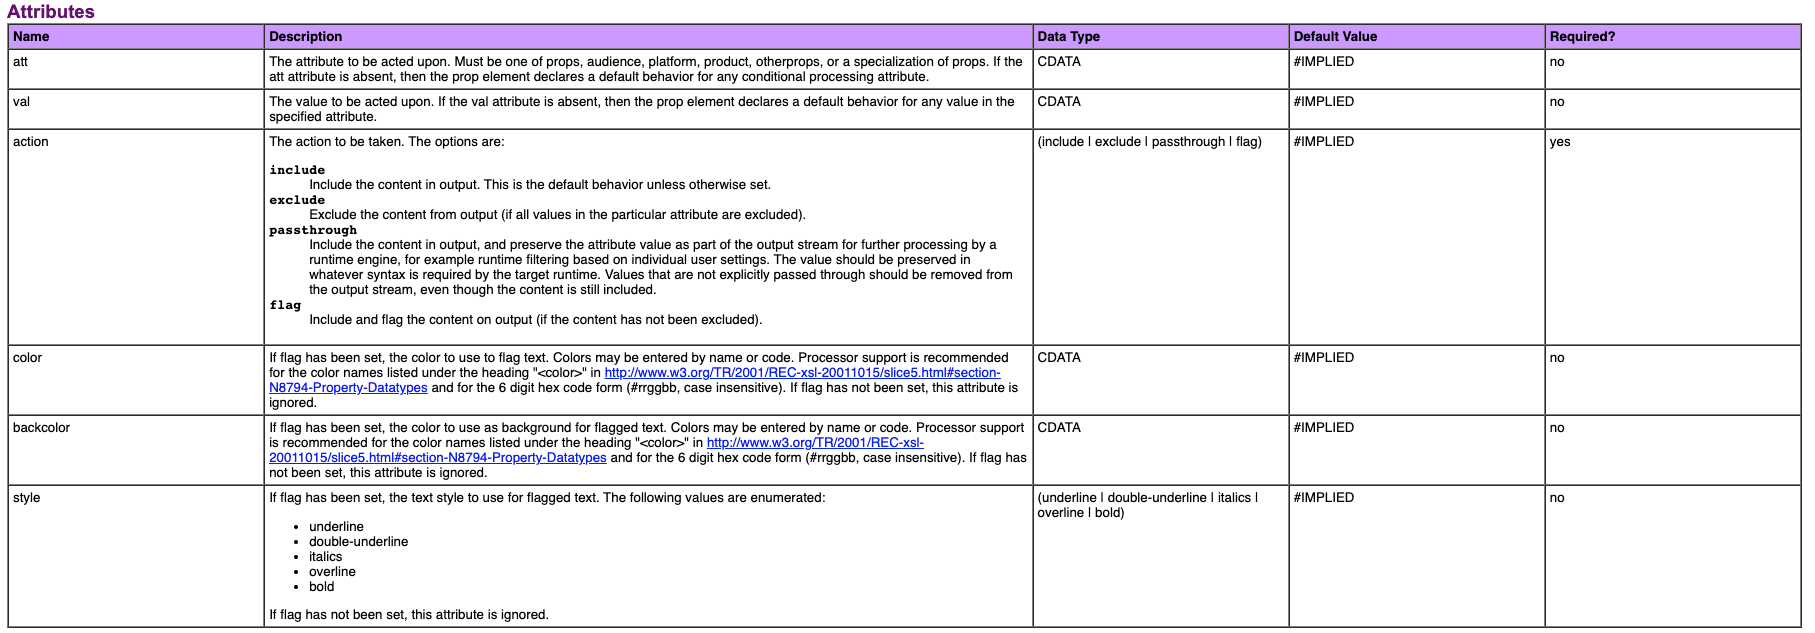 Attributes
Name Description Data Type Default Value Required?
att The attribute to be acted upon. Must be one of props, audience, platform, product, otherprops, or a specialization of props. If the CDATA #IMPLIED no
att attribute is absent, then the prop element declares a default behavior for any conditional processing attribute.
val The value to be acted upon. If the val attribute is absent, then the prop element declares a default behavior for any value in the CDATA #IMPLIED no
specified attribute.
action The action to be taken. The options are: (include | exclude | passthrough | flag) #IMPLIED yes
include
Include the content in output. This is the default behavior unless otherwise set.
exclude
Exclude the content from output (if all values in the particular attribute are excluded).
passthrough
Include the content in output, and preserve the attribute value as part of the output stream for further processing by a
runtime engine, for example runtime filtering based on individual user settings. The value should be preserved in
whatever syntax is required by the target runtime. Values that are not explicitly passed through should be removed from
the output stream, even though the content is still included.
flag
Include and flag the content on output (if the content has not been excluded).
color If flag has been set, the color to use to flag text. Colors may be entered by name or code. Processor support is recommended CDATA #IMPLIED no
for the color names listed under the heading "<color>" in http://www.w3.org/TR/2001/REC-xsl-20011015/slice5.html#section-
N8794-Property-Datatypes and for the 6 digit hex code form (#rrggbb, case insensitive). If flag has not been set, this attribute is
ignored.
backcolor If flag has been set, the color to use as background for flagged text. Colors may be entered by name or code. Processor support CDATA #IMPLIED no
is recommended for the color names listed under the heading "<color>" in http://www.w3.org/TR/2001/REC-xsl-
20011015/slice5.html#section-N8794-Property-Datatypes and for the 6 digit hex code form (#rrggbb, case insensitive). If flag has
not been set, this attribute is ignored.
style If flag has been set, the text style to use for flagged text. The following values are enumerated: (underline | double-underline | italics | #IMPLIED no
overline | bold)
• underline
• double-underline
• italics
• overline
• bold
If flag has not been set, this attribute is ignored.